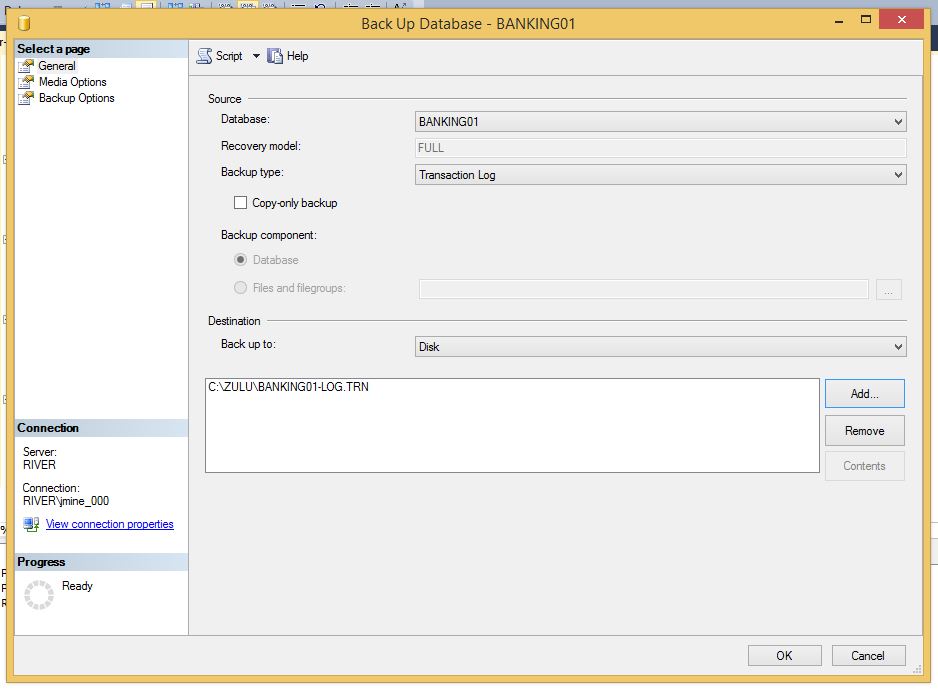 Back Up Database - BANKING01
Select a page
General
Media Options
Backup Options
Script
Help
Source
Database:
BANKING01
Recovery model:
FULL
Backup type:
Transaction Log
Copy-only backup
Backup component:
Database
Files and filegroups:
...
Destination
Back up to:
Disk
C:\ZULU\BANKING01-LOG.TRN
Add...
Remove
Contents
Connection
Server:
RIVER
Connection:
RIVER\jmine_000
View connection properties
Progress
Ready
OK
Cancel